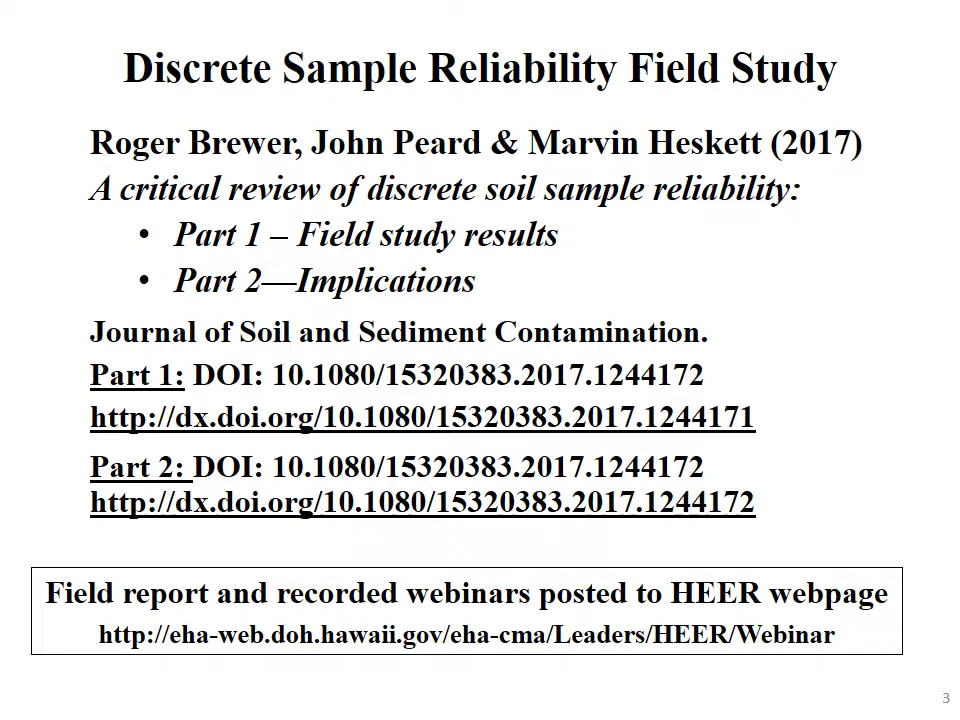 Discrete Sample Reliability Field Study
Roger Brewer, John Peard & Marvin Heskett (2017)
A critical review of discrete soil sample reliability:
• Part 1 – Field study results
• Part 2—Implications
Journal of Soil and Sediment Contamination.
Part 1: DOI: 10.1080/15320383.2017.1244172
http://dx.doi.org/10.1080/15320383.2017.1244171
Part 2: DOI: 10.1080/15320383.2017.1244172
http://dx.doi.org/10.1080/15320383.2017.1244172
Field report and recorded webinars posted to HEER webpage
http://eha-web.doh.hawaii.gov/eha-cma/Leaders/HEER/Webinar
3